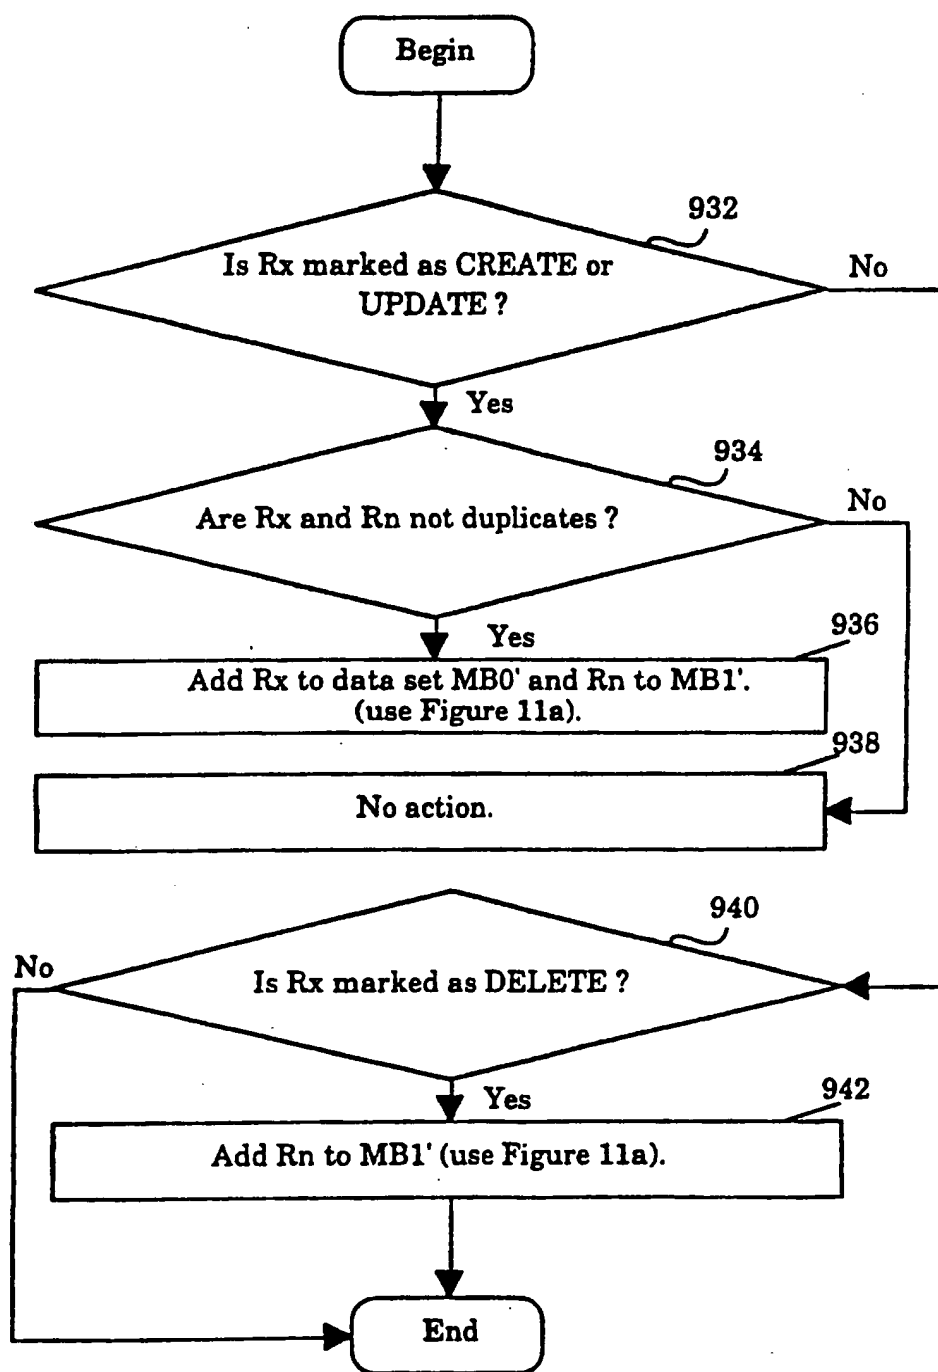 Begin
932
Is Rx marked as CREATE or
UPDATE ?
No
Yes
934
Are Rx and Rn not duplicates ?
No
Yes
936
Add Rx to data set MB0' and Rn to MB1'.
(use Figure 11a).
938
No action.
940
No
Is Rx marked as DELETE ?
Yes
942
Add Rn to MB1' (use Figure 11a).
End